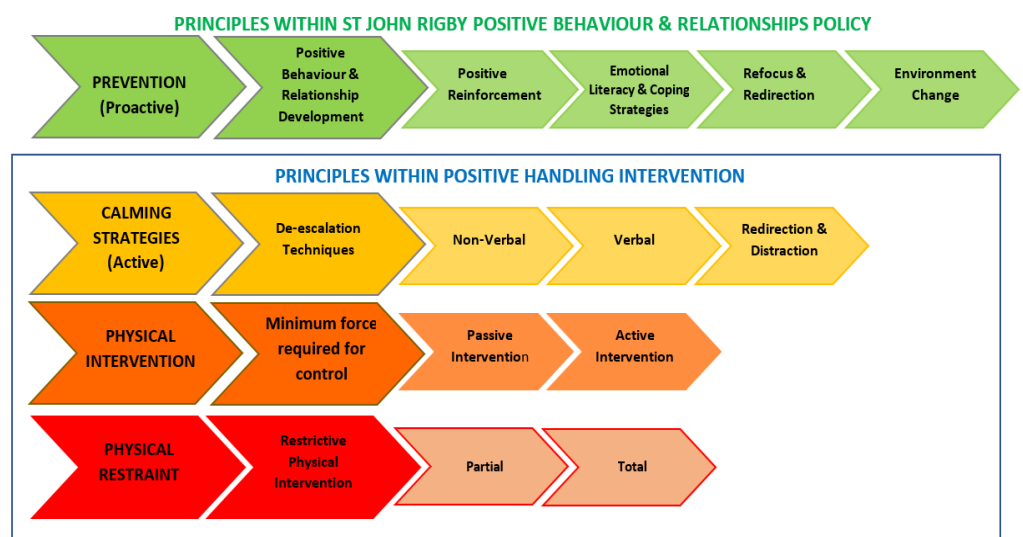 PRINCIPLES WITHIN ST JOHN RIGBY POSITIVE BEHAVIOUR & RELATIONSHIPS POLICY
PREVENTION
(Proactive)
Positive
Behaviour &
Relationship
Development
Positive
Reinforcement
Emotional
Literacy & Coping
Strategies
Refocus &
Redirection
Environment
Change
PRINCIPLES WITHIN POSITIVE HANDLING INTERVENTION
CALMING
STRATEGIES
(Active)
De-escalation
Techniques
Non-Verbal
Verbal
Redirection &
Distraction
PHYSICAL
INTERVENTION
Minimum force
required for
control
Passive
Intervention
Active
Intervention
PHYSICAL
RESTRAINT
Restrictive
Physical
Intervention
Partial
Total